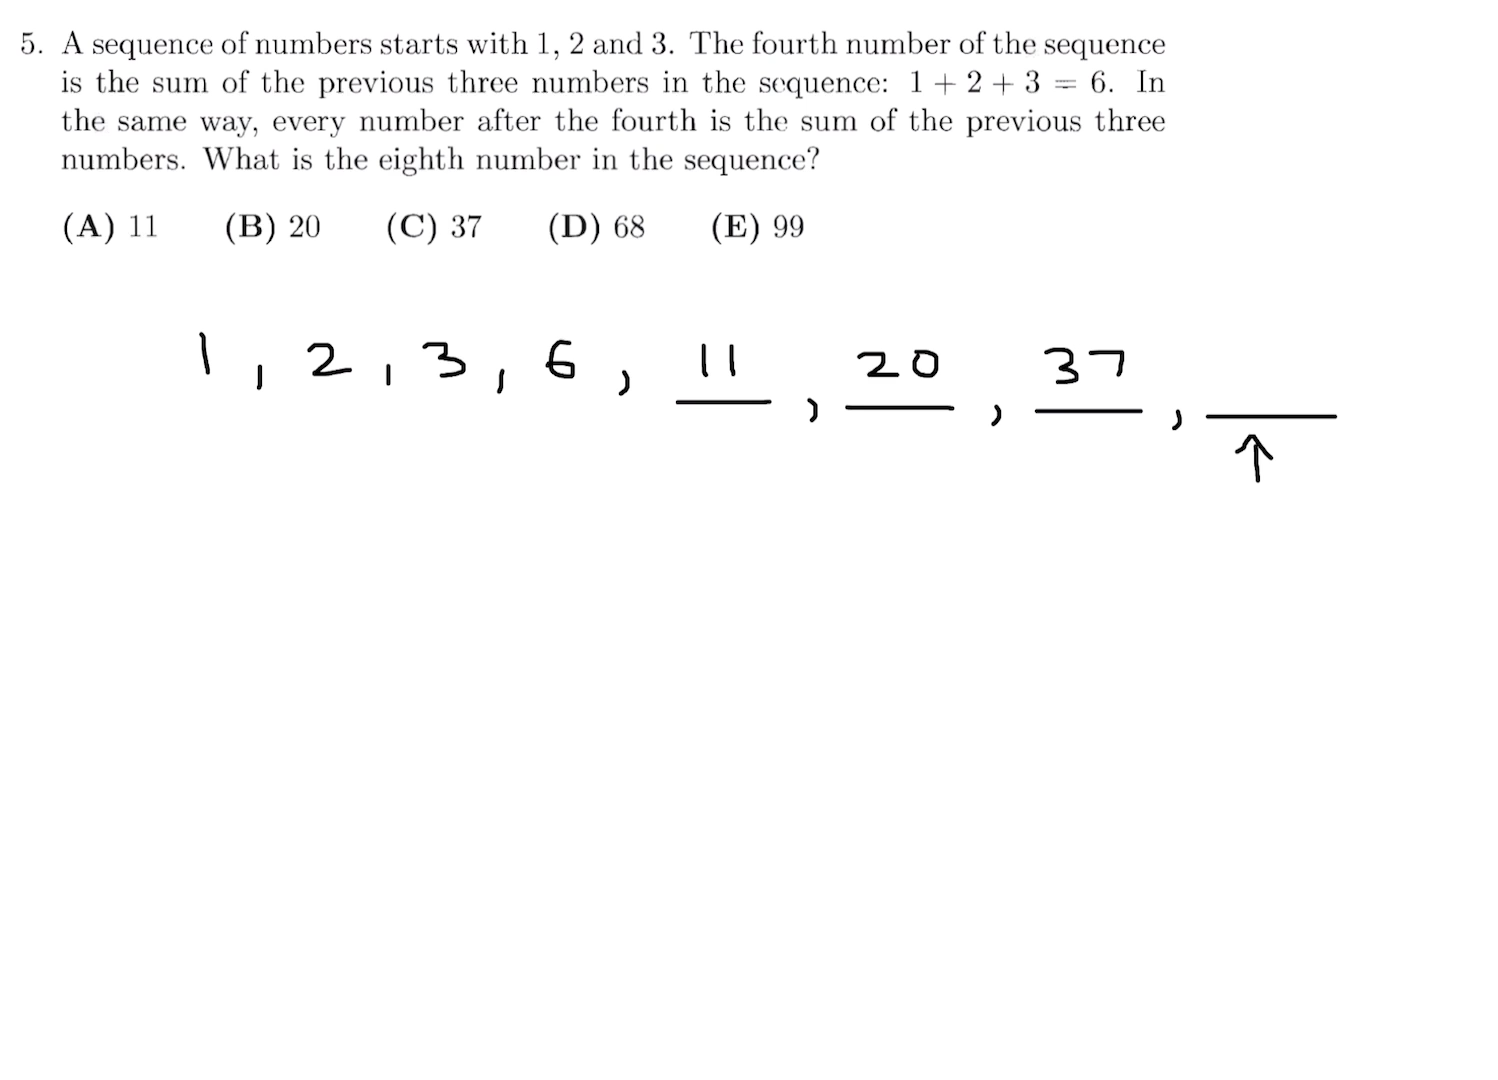 5. A sequence of numbers starts with 1, 2 and 3. The fourth number of the sequence
is the sum of the previous three numbers in the sequence: 1 + 2 + 3 = 6. In
the same way, every number after the fourth is the sum of the previous three
numbers. What is the eighth number in the sequence?
(A) 11 (B) 20 (C) 37 (D) 68 (E) 99
1, 2, 3, 6, 11, 20, 37, ___
↑